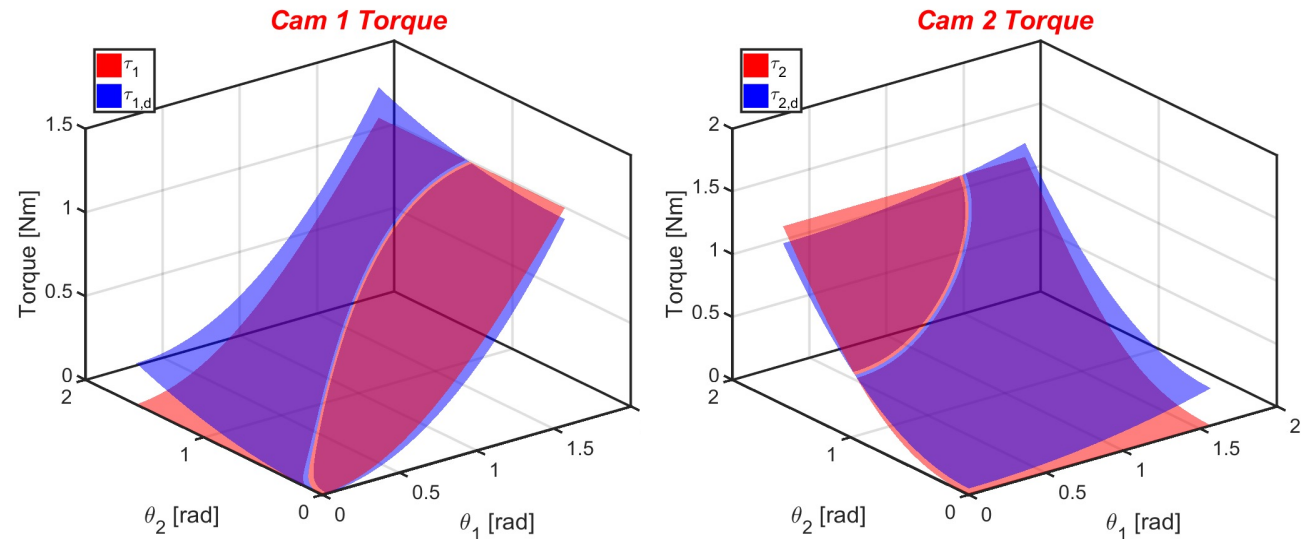 Cam 1 Torque
τ1
τ1,d
Torque [Nm]
1.5
1
0.5
0
2
1
0
θ2 [rad]
0
0.5
1
1.5
θ1 [rad]
Cam 2 Torque
τ2
τ2,d
Torque [Nm]
2
1.5
1
0.5
0
2
1
0
θ2 [rad]
0
0.5
1
1.5
2
θ1 [rad]